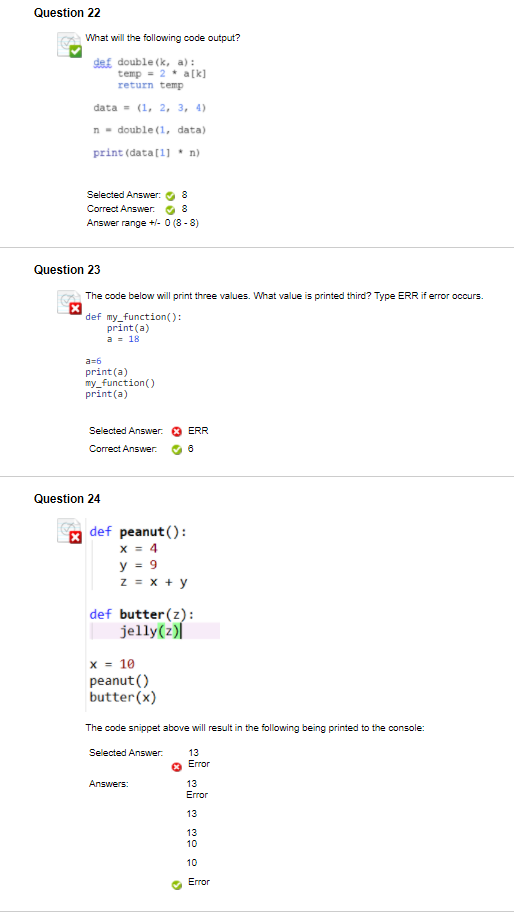 Question 22
What will the following code output?
def double(k, a):
temp = 2 * a[k]
return temp
data = (1, 2, 3, 4)
n = double(1, data)
print(data[1] * n)
Selected Answer: 8
Correct Answer: 8
Answer range +/- 0 (8 - 8)
Question 23
The code below will print three values. What value is printed third? Type ERR if error occurs.
def my_function():
print(a)
a = 18
a=6
print(a)
my_function()
print(a)
Selected Answer: ERR
Correct Answer: 6
Question 24
def peanut():
x = 4
y = 9
z = x + y
def butter(z):
jelly(z)
x = 10
peanut()
butter(x)
The code snippet above will result in the following being printed to the console:
Selected Answer: 13
Error
Answers: 13
Error
13
13
10
10
Error